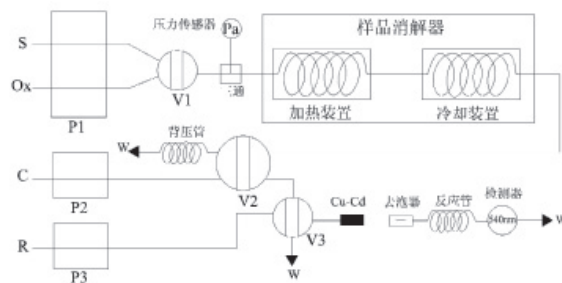 压力传感器
Pa
样品消解器
S
Ox
V1
三通
加热装置
冷却装置
P1
背压管
W
C
V2
P2
Cu-Cd
去泡器
反应管
检测器
540nm
W
R
V3
P3
W